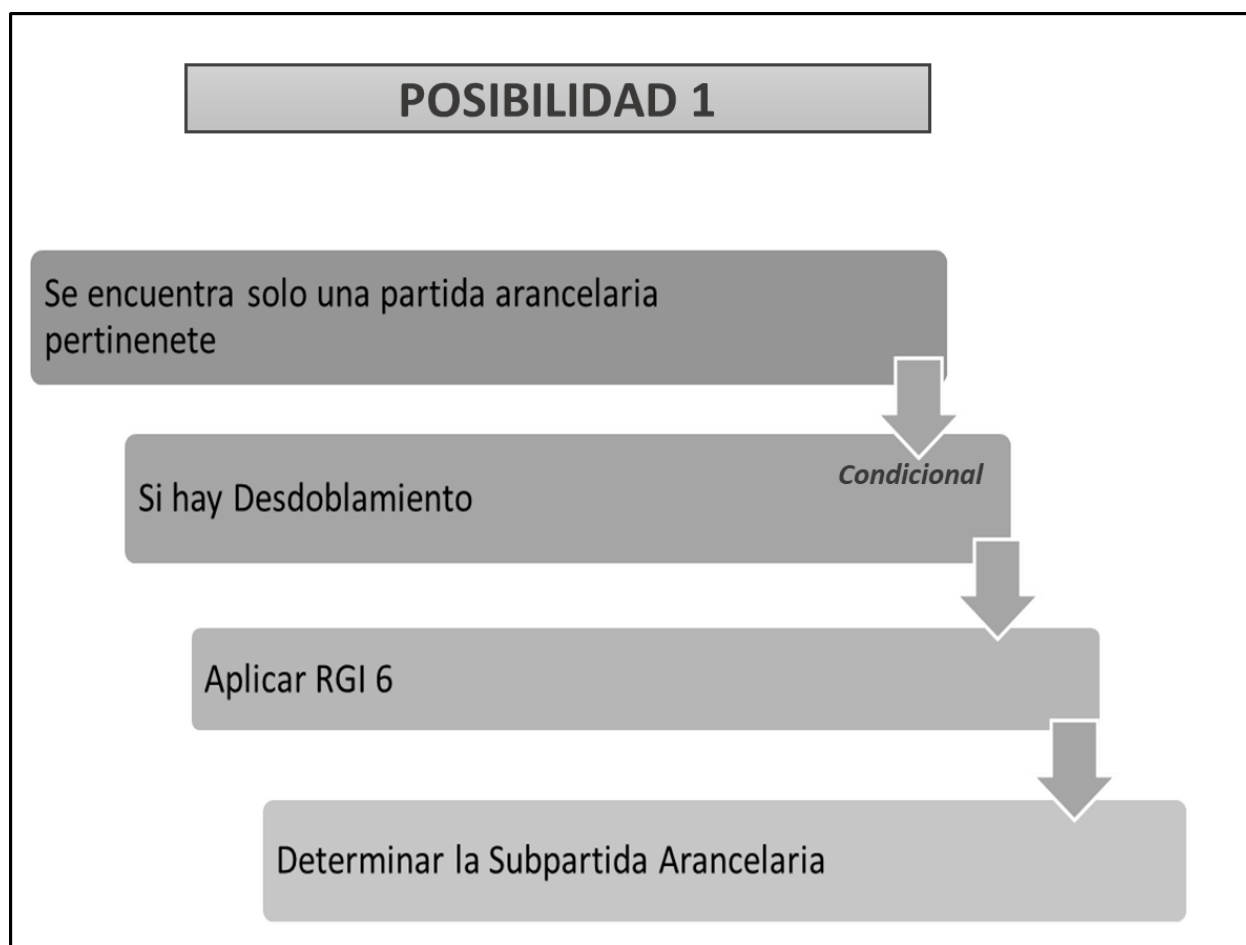 POSIBILIDAD 1
Se encuentra solo una partida arancelaria
pertinenete
Condicional
Si hay Desdoblamiento
Aplicar RGI 6
Determinar la Subpartida Arancelaria